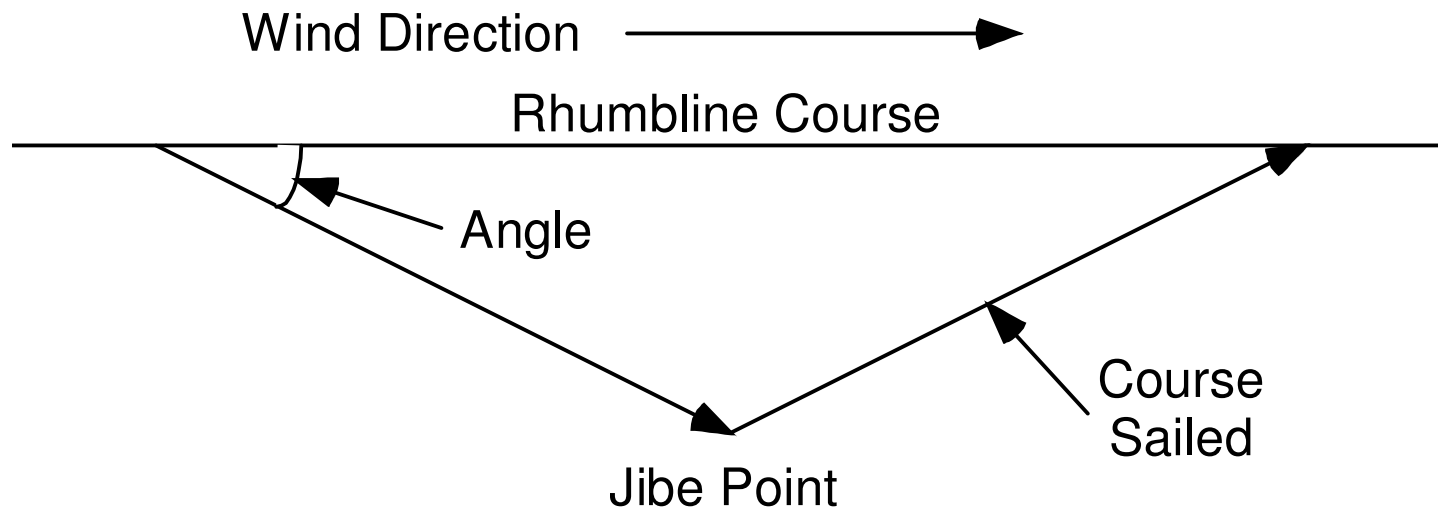 Wind Direction
Rhumbline Course
Angle
Course
Sailed
Jibe Point